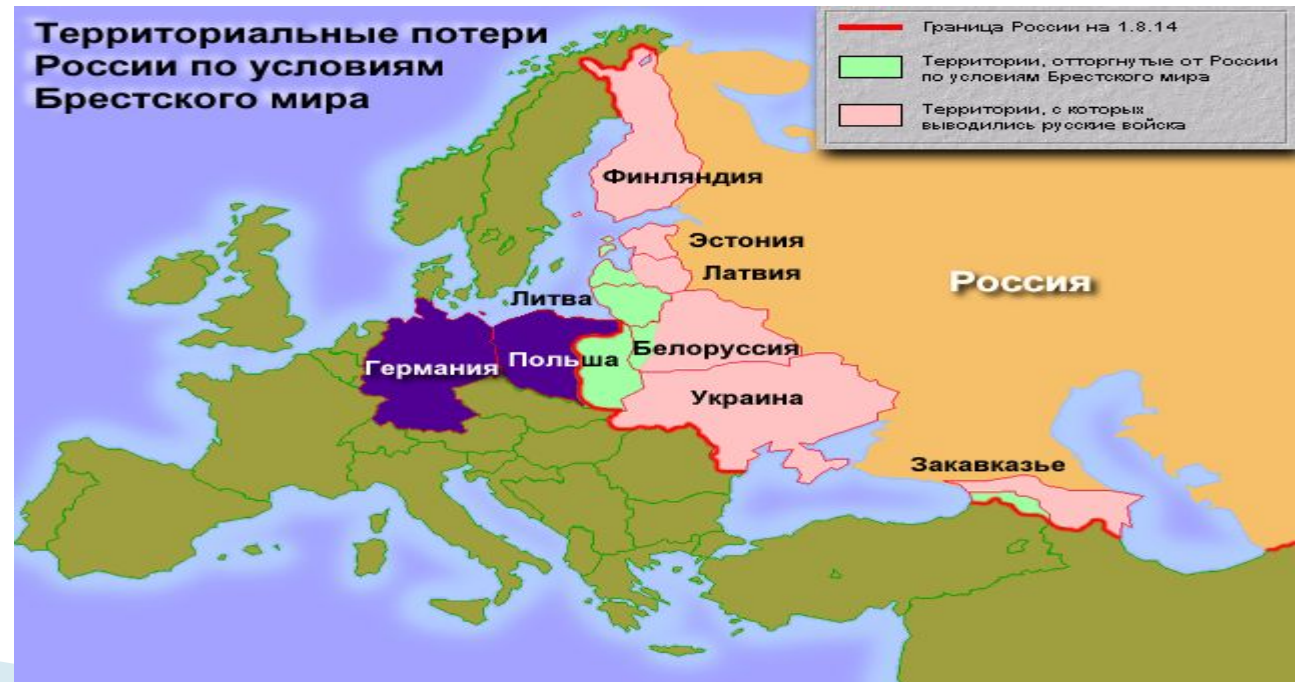 Территориальные потери
России по условиям
Брестского мира
Граница России на 1.8.14
Территории, отторгнутые от России
по условиям Брестского мира
Территории, с которых
выводились русские войска
Финляндия
Эстония
Латвия
Россия
Литва
Германия
Польша
Белоруссия
Украина
Закавказье